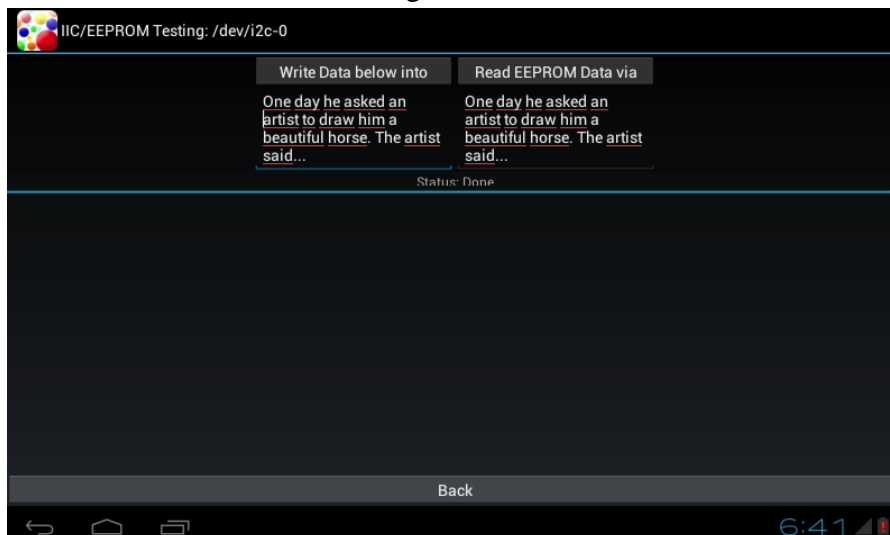 IIC/EEPROM Testing: /dev/i2c-0
Write Data below into
Read EEPROM Data via
One day he asked an
artist to draw him a
beautiful horse. The artist
said...
One day he asked an
artist to draw him a
beautiful horse. The artist
said...
Status: Done
Back
6:41